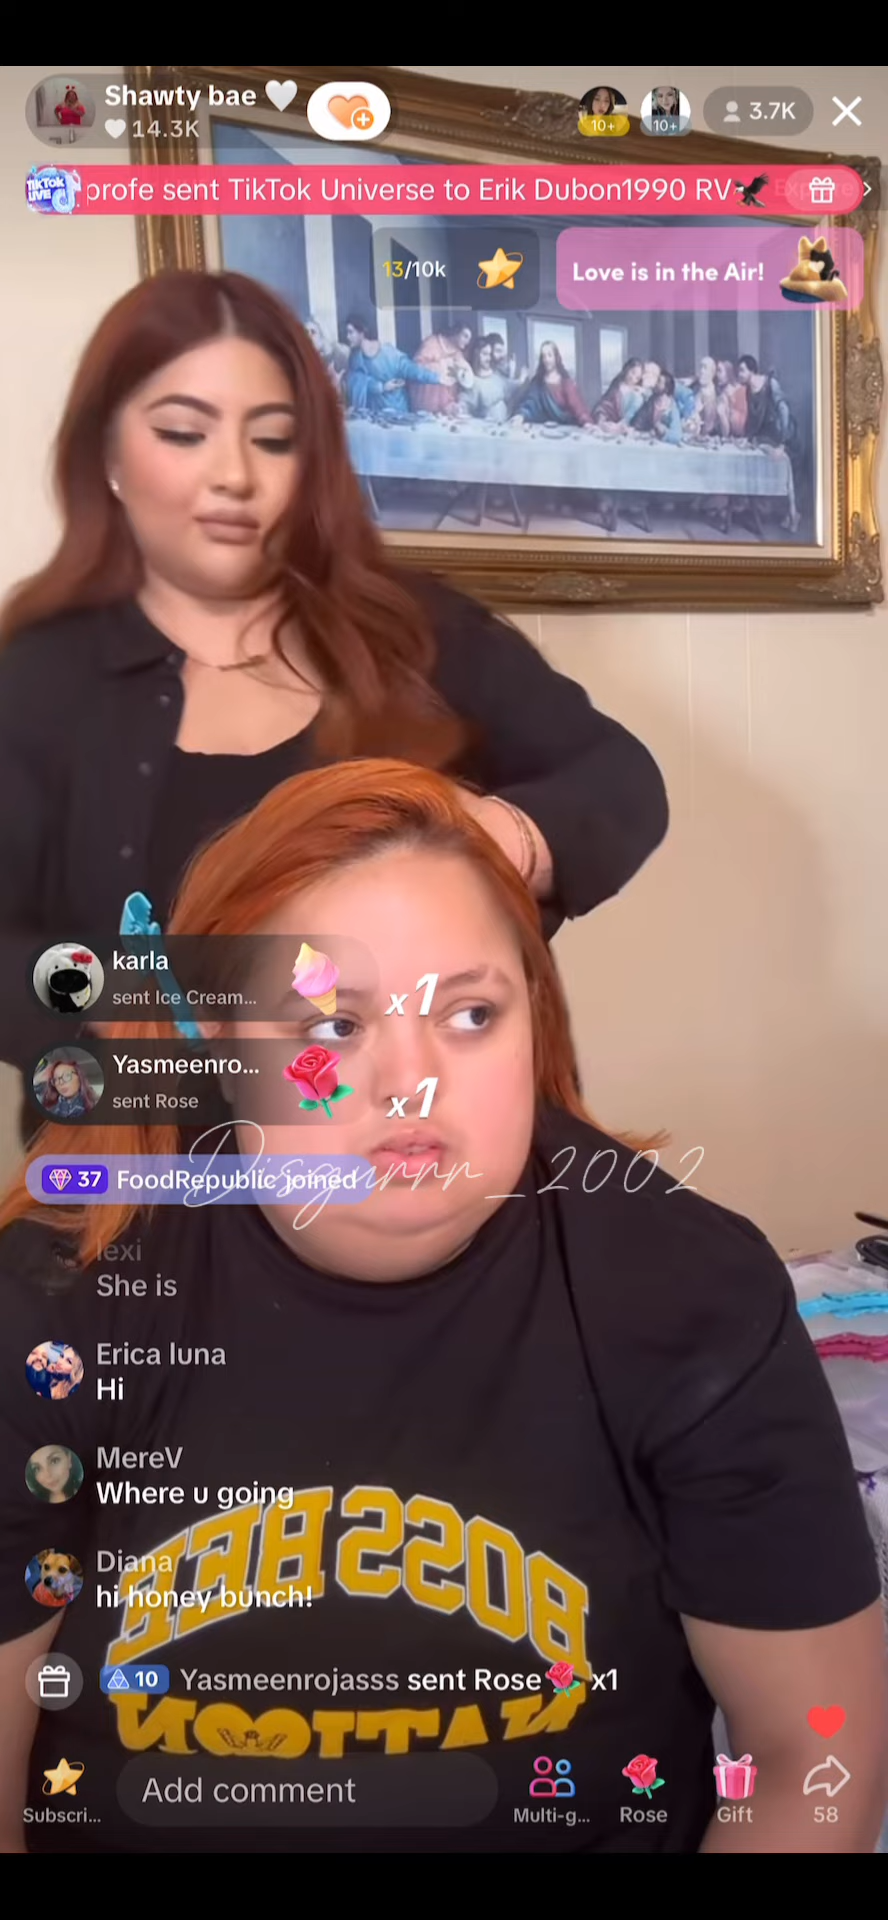 Shawty bae 🤍
14.3K
10+
10+
3.7K
TikTok
LIVE
profe sent TikTok Universe to Erik Dubon1990 RV
13/10k
Love is in the Air!
karla
sent Ice Cream...
x1
Yasmeenro...
sent Rose
x1
37 FoodRepublic joined
lexi
She is
Erica luna
Hi
MereV
Where u going
Diana
hi honey bunch!
BOSS BEE
NATION
10 Yasmeenrojasss sent Rose🌹 x1
Subscri...
Add comment
Multi-g...
Rose
Gift
58